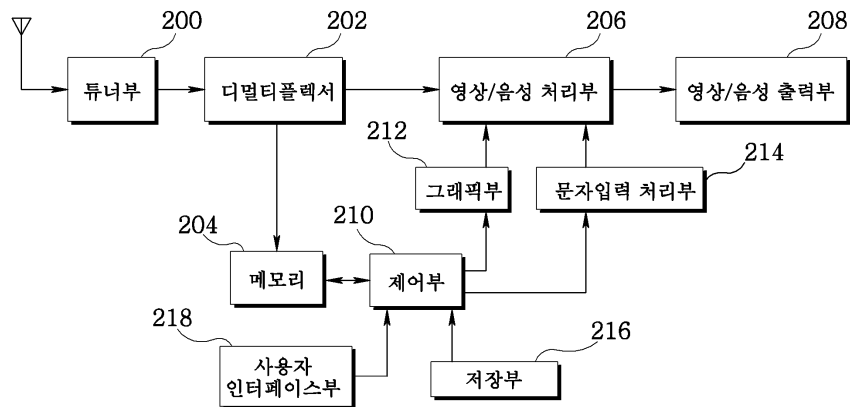 200
202
206
208
튜너부
디멀티플렉서
영상/음성 처리부
영상/음성 출력부
212
214
그래픽부
문자입력 처리부
204
210
메모리
제어부
218
216
사용자
인터페이스부
저장부